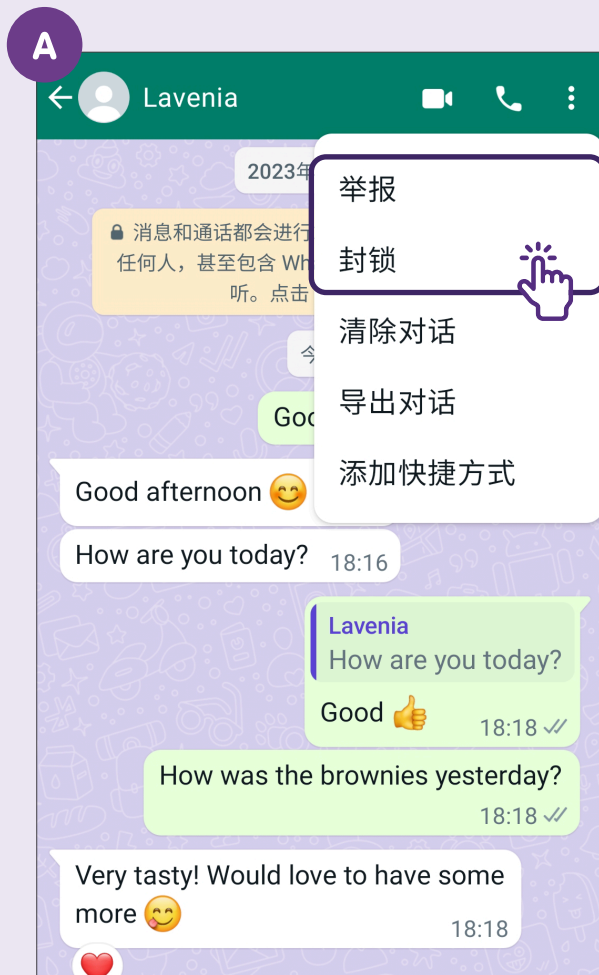 A
Lavenia
举报
封锁
清除对话
导出对话
添加快捷方式
2023年
消息和通话都会进行
任何人，甚至包含 Wh
听。点击
今
Goo
Good afternoon 😊
How are you today? 18:16
Lavenia
How are you today?
Good 👍 18:18
How was the brownies yesterday?
18:18
Very tasty! Would love to have some
more 😋 18:18